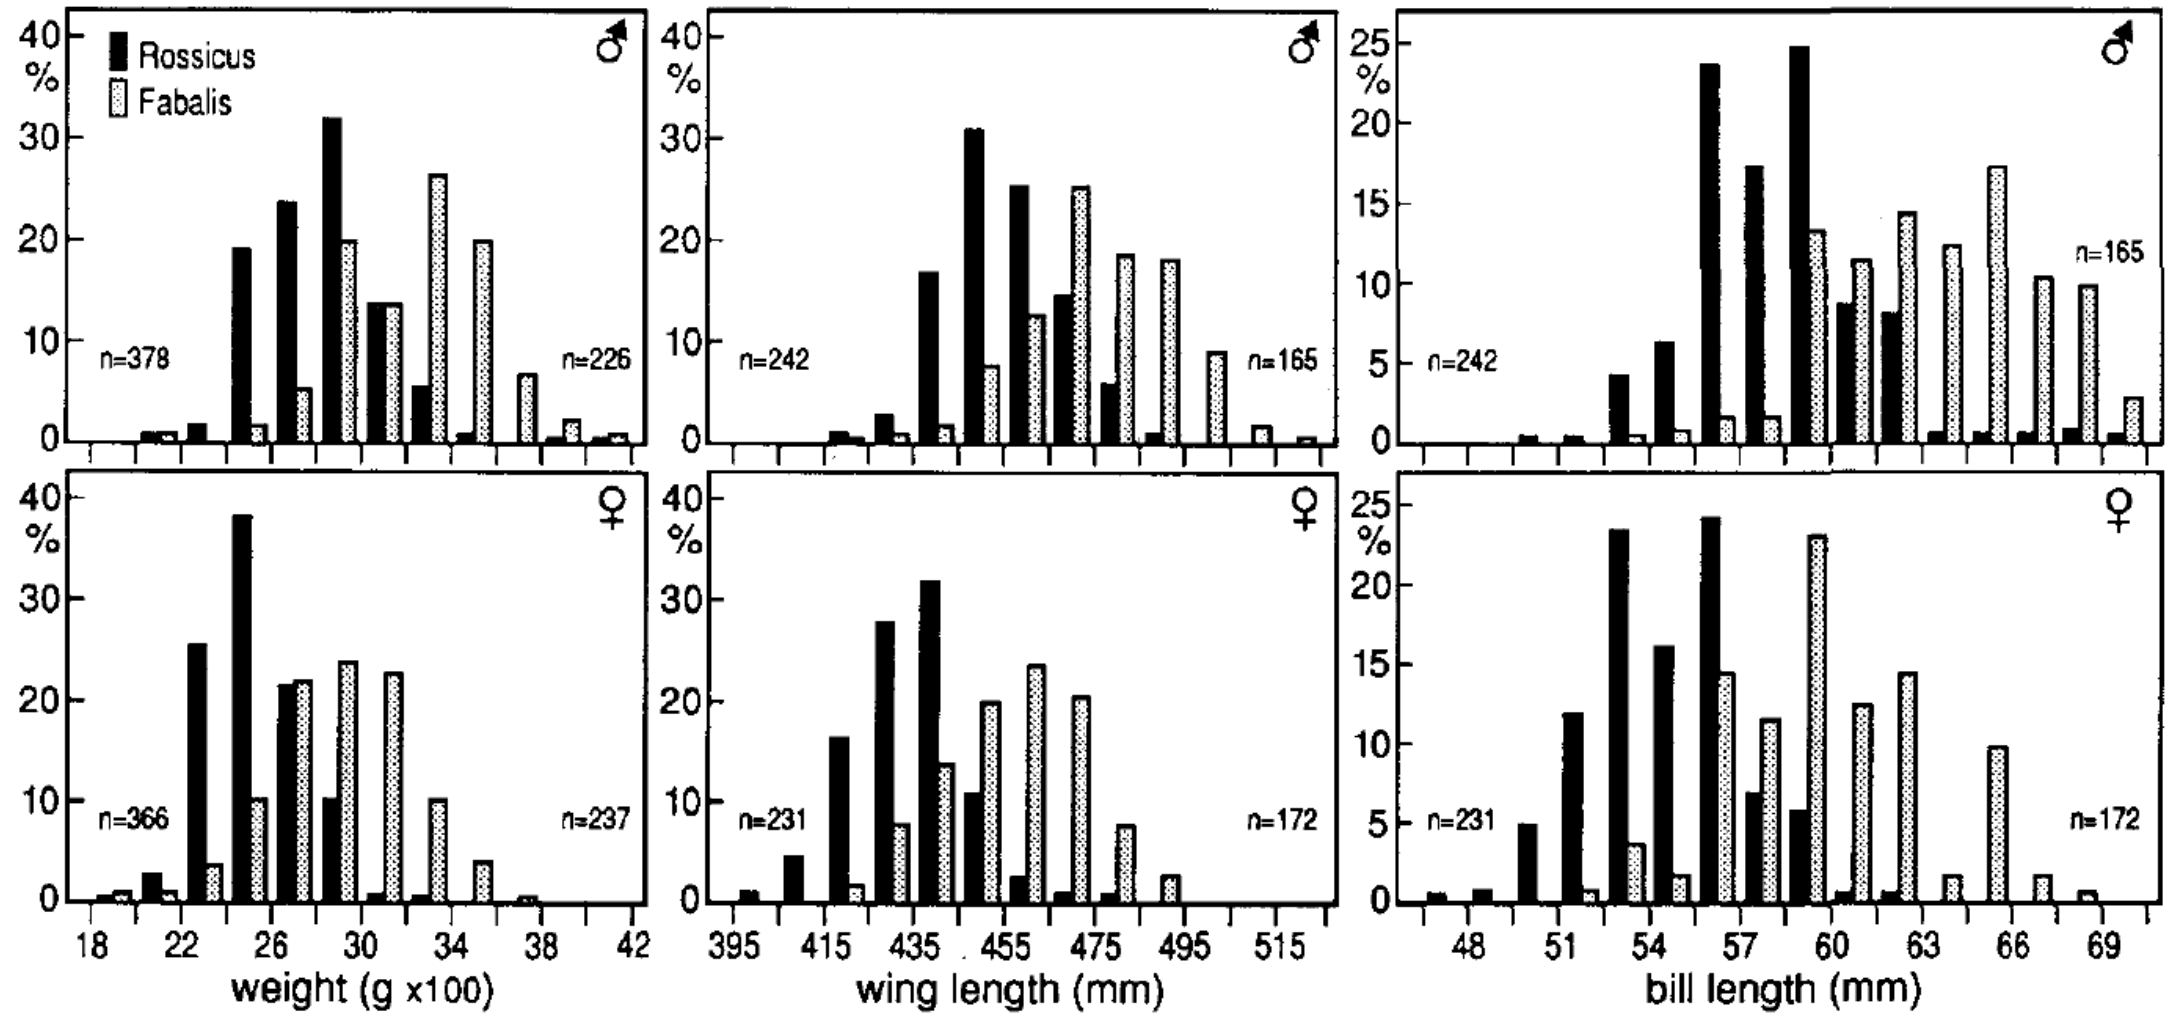 40
%
30
20
10
0
Rossicus
Fabalis
♂
n=378
n=226
40
%
30
20
10
0
♂
n=242
n=165
25
%
20
15
10
5
0
♂
n=242
n=165
40
%
30
20
10
0
♀
n=366
n=237
18 22 26 30 34 38 42
weight (g x100)
40
%
30
20
10
0
♀
n=231
n=172
395 415 435 455 475 495 515
wing length (mm)
25
%
20
15
10
5
0
♀
n=231
n=172
48 51 54 57 60 63 66 69
bill length (mm)